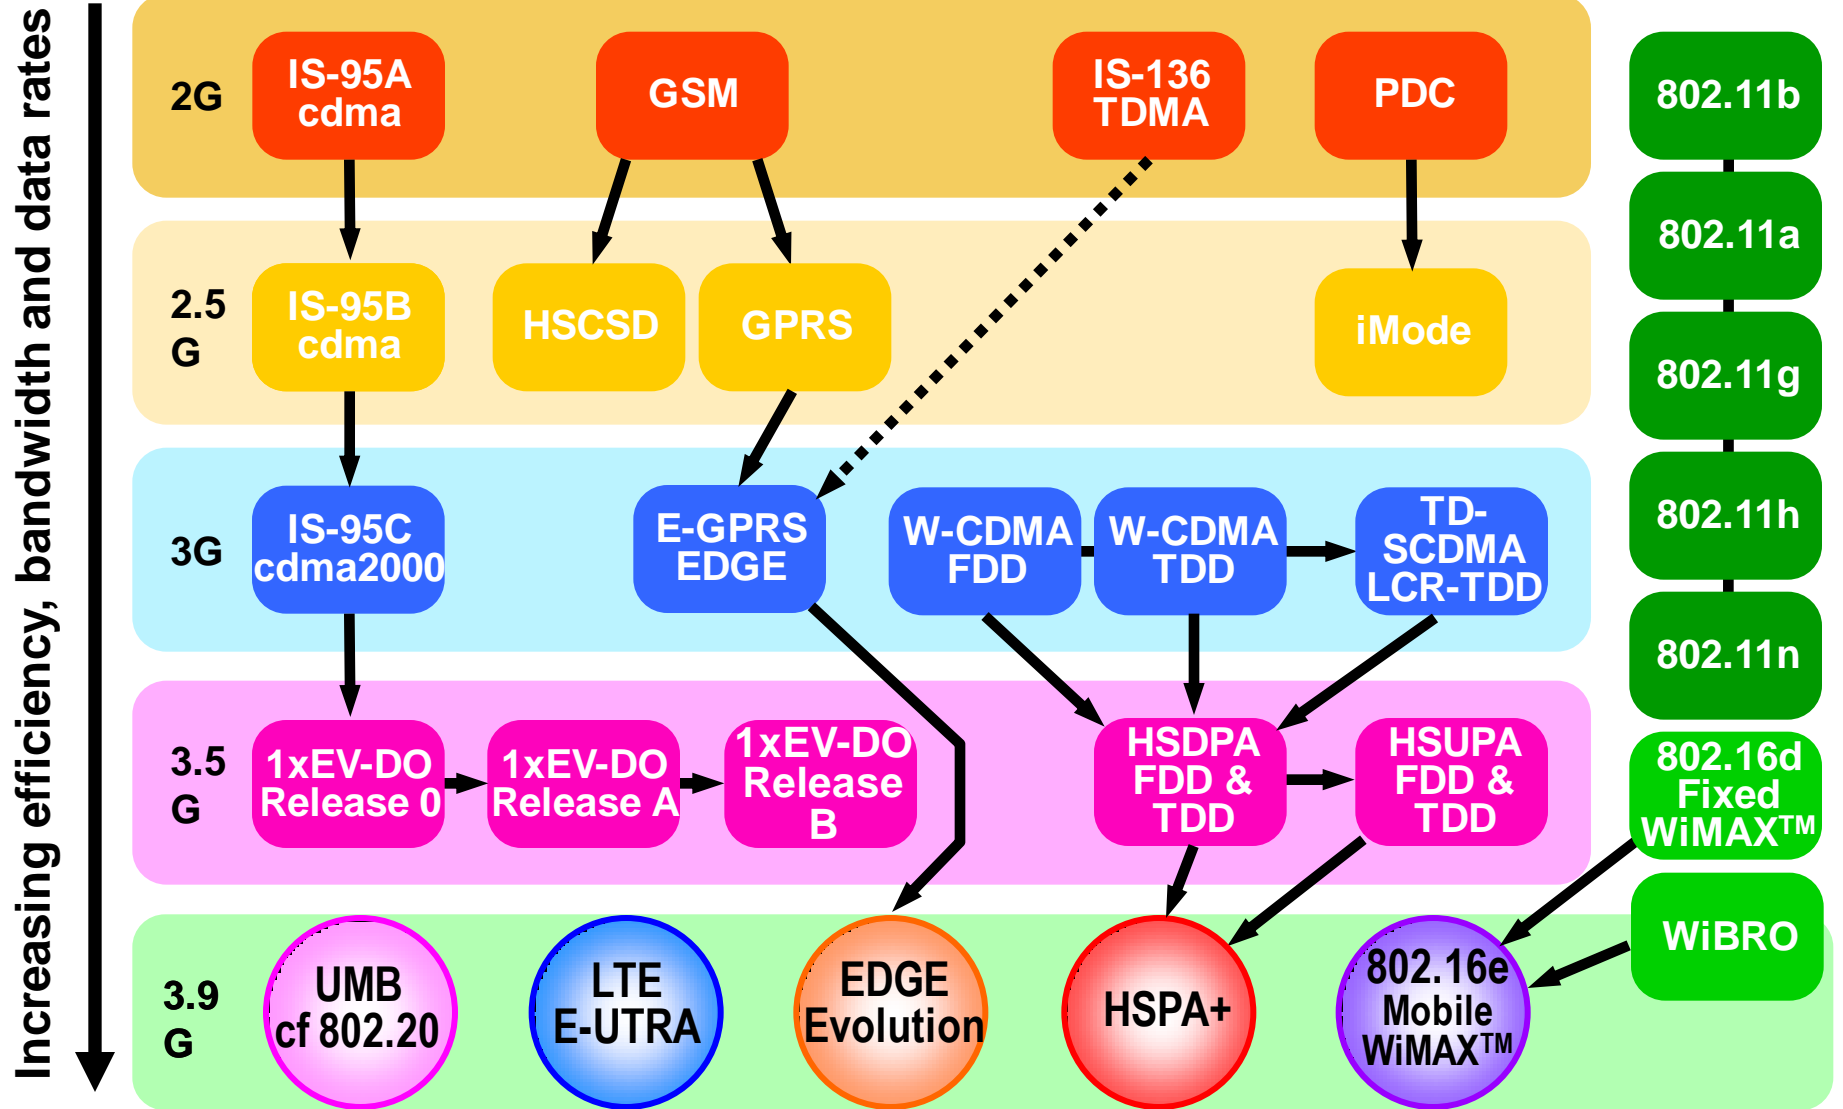 Increasing efficiency, bandwidth and data rates
2G
IS-95A
cdma
GSM
IS-136
TDMA
PDC
802.11b
802.11a
2.5
G
IS-95B
cdma
HSCSD
GPRS
iMode
802.11g
3G
IS-95C
cdma2000
E-GPRS
EDGE
W-CDMA
FDD
W-CDMA
TDD
TD-
SCDMA
LCR-TDD
802.11h
802.11n
3.5
G
1xEV-DO
Release 0
1xEV-DO
Release A
1xEV-DO
Release
B
HSDPA
FDD &
TDD
HSUPA
FDD &
TDD
802.16d
Fixed
WiMAX™
3.9
G
UMB
cf 802.20
LTE
E-UTRA
EDGE
Evolution
HSPA+
802.16e
Mobile
WiMAX™
WiBRO